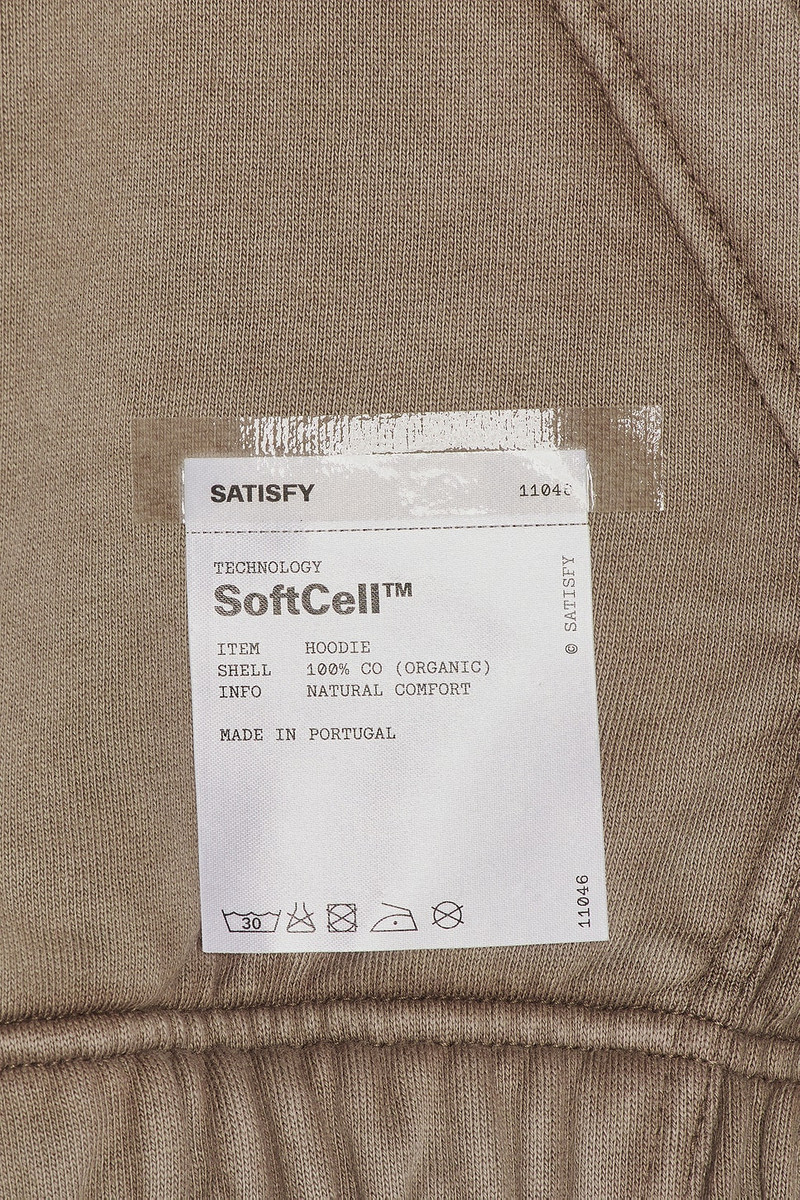 SATISFY 11046
TECHNOLOGY
SoftCell™
ITEM HOODIE
SHELL 100% CO (ORGANIC)
INFO NATURAL COMFORT
MADE IN PORTUGAL
30
© SATISFY
11046